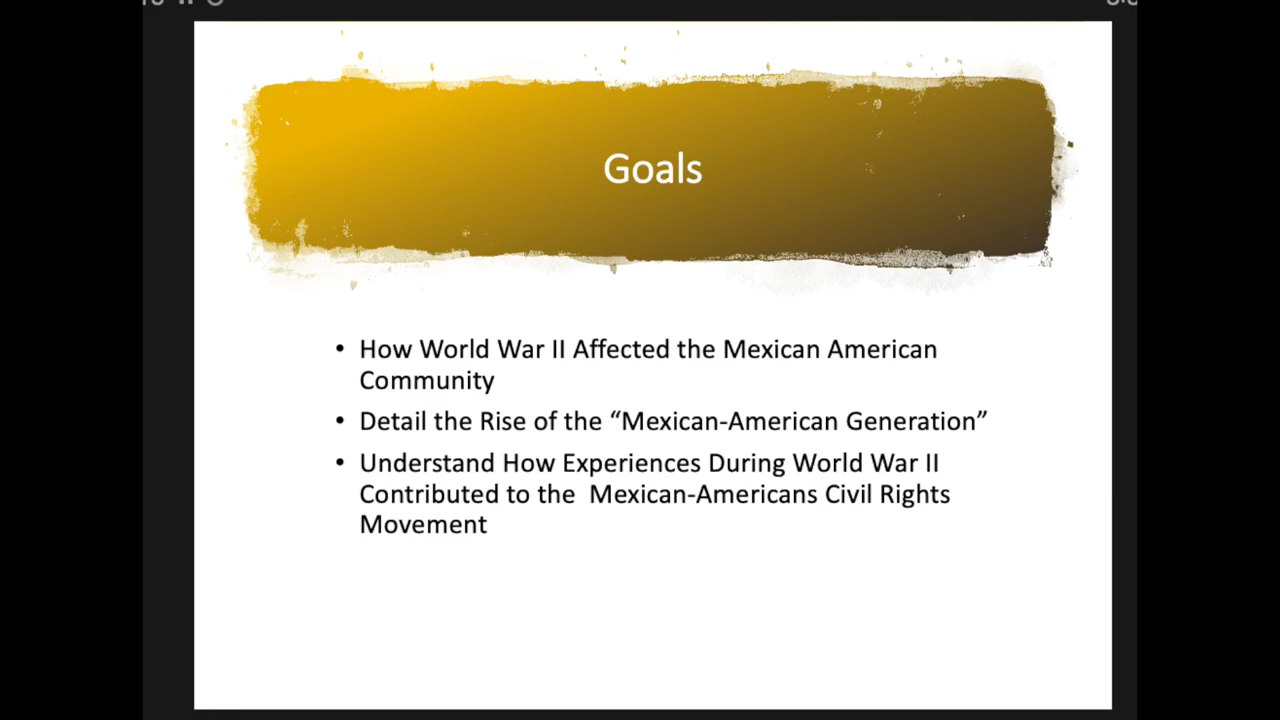 Goals
• How World War II Affected the Mexican American
Community
• Detail the Rise of the “Mexican-American Generation”
• Understand How Experiences During World War II
Contributed to the  Mexican-Americans Civil Rights
Movement